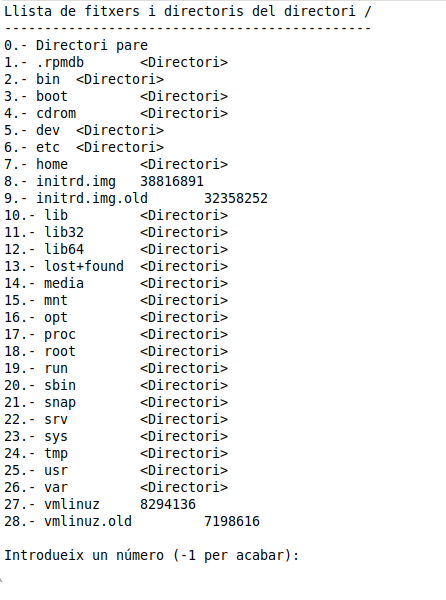 Llista de fitxers i directoris del directori /
----------------------------------------------
0.- Directori pare
1.- .rpmdb       <Directori>
2.- bin  <Directori>
3.- boot         <Directori>
4.- cdrom        <Directori>
5.- dev  <Directori>
6.- etc  <Directori>
7.- home         <Directori>
8.- initrd.img   38816891
9.- initrd.img.old       32358252
10.- lib         <Directori>
11.- lib32       <Directori>
12.- lib64       <Directori>
13.- lost+found  <Directori>
14.- media       <Directori>
15.- mnt         <Directori>
16.- opt         <Directori>
17.- proc        <Directori>
18.- root        <Directori>
19.- run         <Directori>
20.- sbin        <Directori>
21.- snap        <Directori>
22.- srv         <Directori>
23.- sys         <Directori>
24.- tmp         <Directori>
25.- usr         <Directori>
26.- var         <Directori>
27.- vmlinuz     8294136
28.- vmlinuz.old         7198616
Introdueix un número (-1 per acabar):